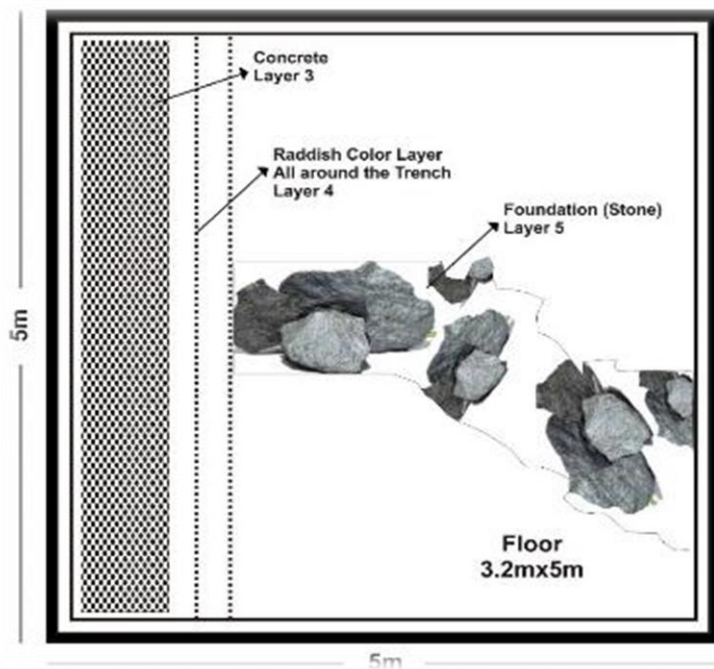 Concrete
Layer 3
Raddish Color Layer
All around the Trench
Layer 4
Foundation (Stone)
Layer 5
5m
Floor
3.2mx5m
5m